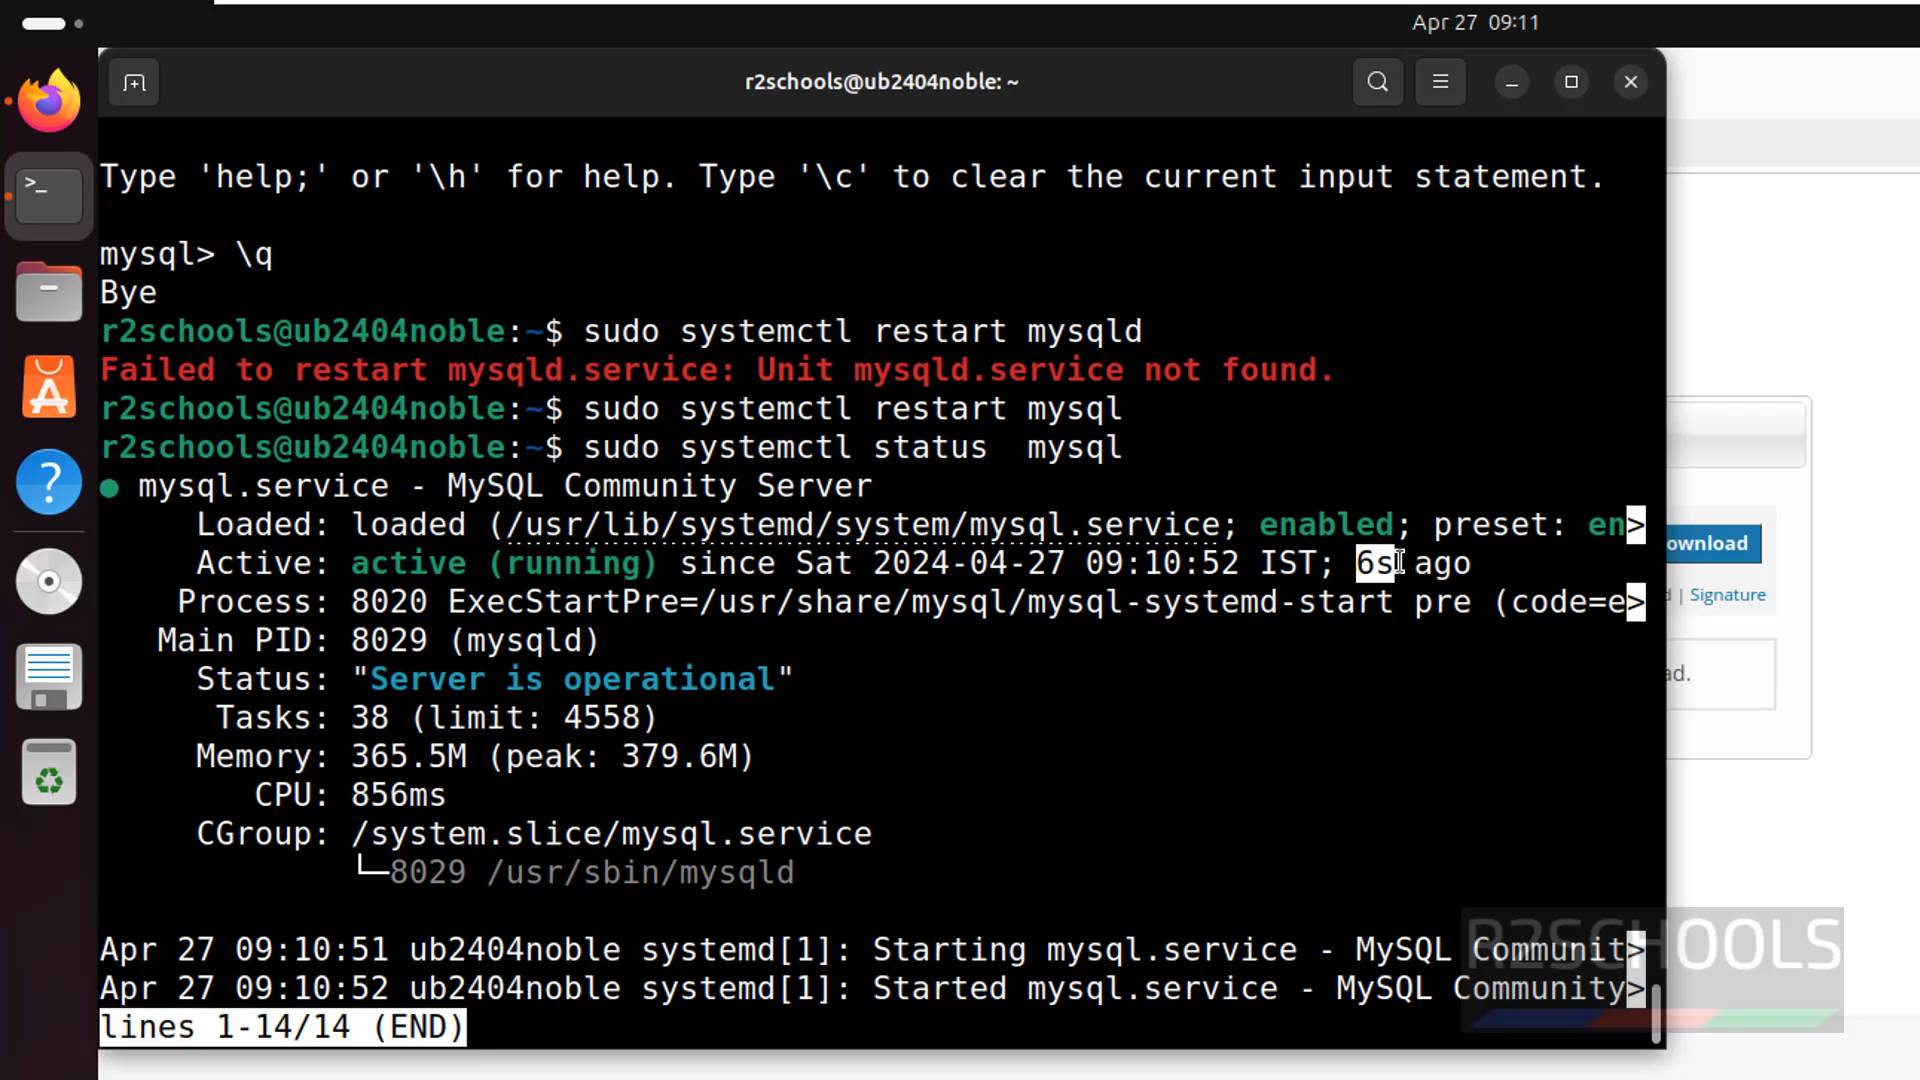 Apr 27 09:11
r2schools@ub2404noble: ~
Type 'help;' or '\h' for help. Type '\c' to clear the current input statement.
mysql> \q
Bye
r2schools@ub2404noble:~$ sudo systemctl restart mysqld
Failed to restart mysqld.service: Unit mysqld.service not found.
r2schools@ub2404noble:~$ sudo systemctl restart mysql
r2schools@ub2404noble:~$ sudo systemctl status  mysql
● mysql.service - MySQL Community Server
Loaded: loaded (/usr/lib/systemd/system/mysql.service; enabled; preset: en>
Active: active (running) since Sat 2024-04-27 09:10:52 IST; 6s ago
Process: 8020 ExecStartPre=/usr/share/mysql/mysql-systemd-start pre (code=e>
Main PID: 8029 (mysqld)
Status: "Server is operational"
Tasks: 38 (limit: 4558)
Memory: 365.5M (peak: 379.6M)
CPU: 856ms
CGroup: /system.slice/mysql.service
└─8029 /usr/sbin/mysqld
Apr 27 09:10:51 ub2404noble systemd[1]: Starting mysql.service - MySQL Communit>
Apr 27 09:10:52 ub2404noble systemd[1]: Started mysql.service - MySQL Community>
lines 1-14/14 (END)
ownload
| Signature
ad.
R2SCHOOLS